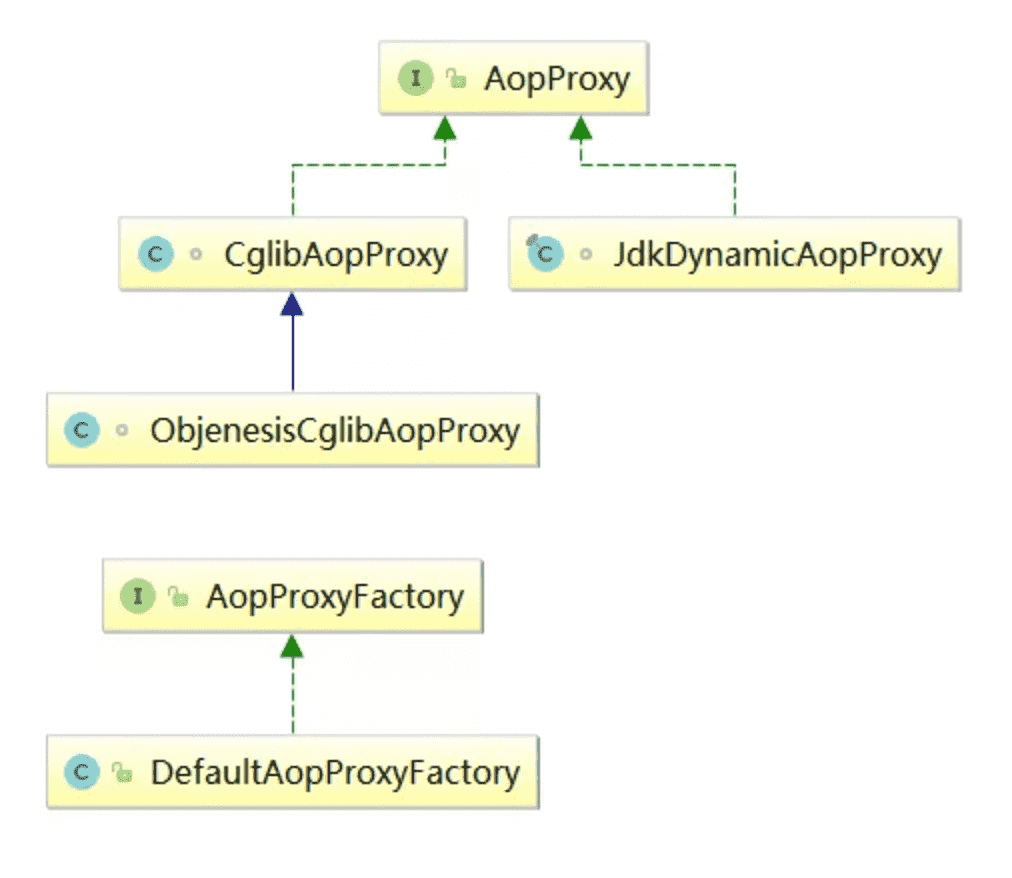 I AopProxy
C CglibAopProxy
C JdkDynamicAopProxy
C ObjenesisCglibAopProxy
I AopProxyFactory
C DefaultAopProxyFactory